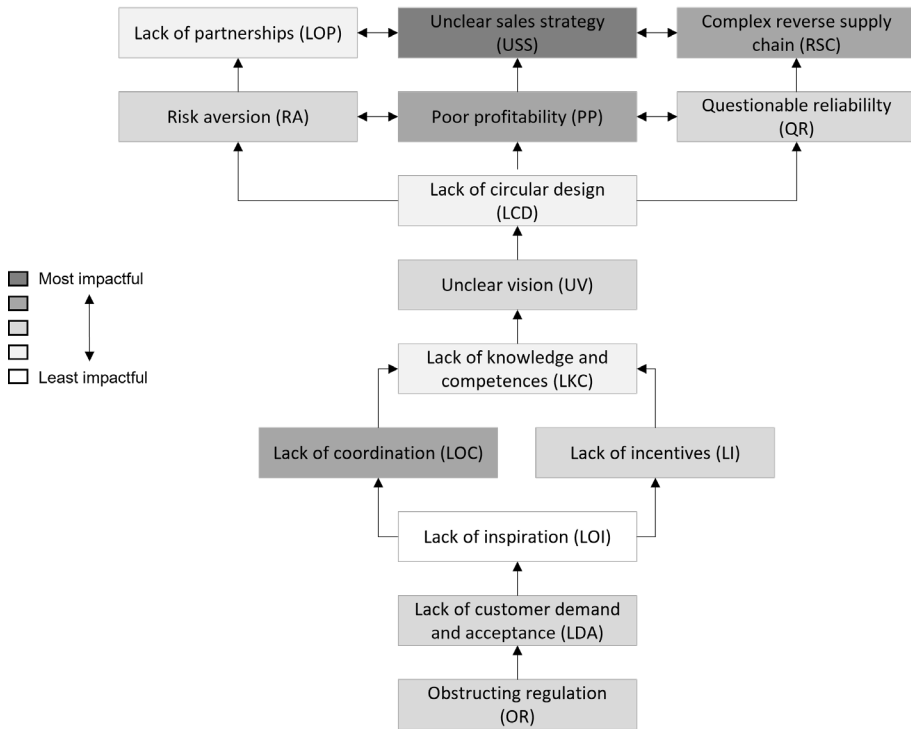 Lack of partnerships (LOP)
Unclear sales strategy
(USS)
Complex reverse supply
chain (RSC)
Risk aversion (RA)
Poor profitability (PP)
Questionable reliabililty
(QR)
Lack of circular design
(LCD)
Unclear vision (UV)
Most impactful
Least impactful
Lack of knowledge and
competences (LKC)
Lack of coordination (LOC)
Lack of incentives (LI)
Lack of inspiration (LOI)
Lack of customer demand
and acceptance (LDA)
Obstructing regulation
(OR)